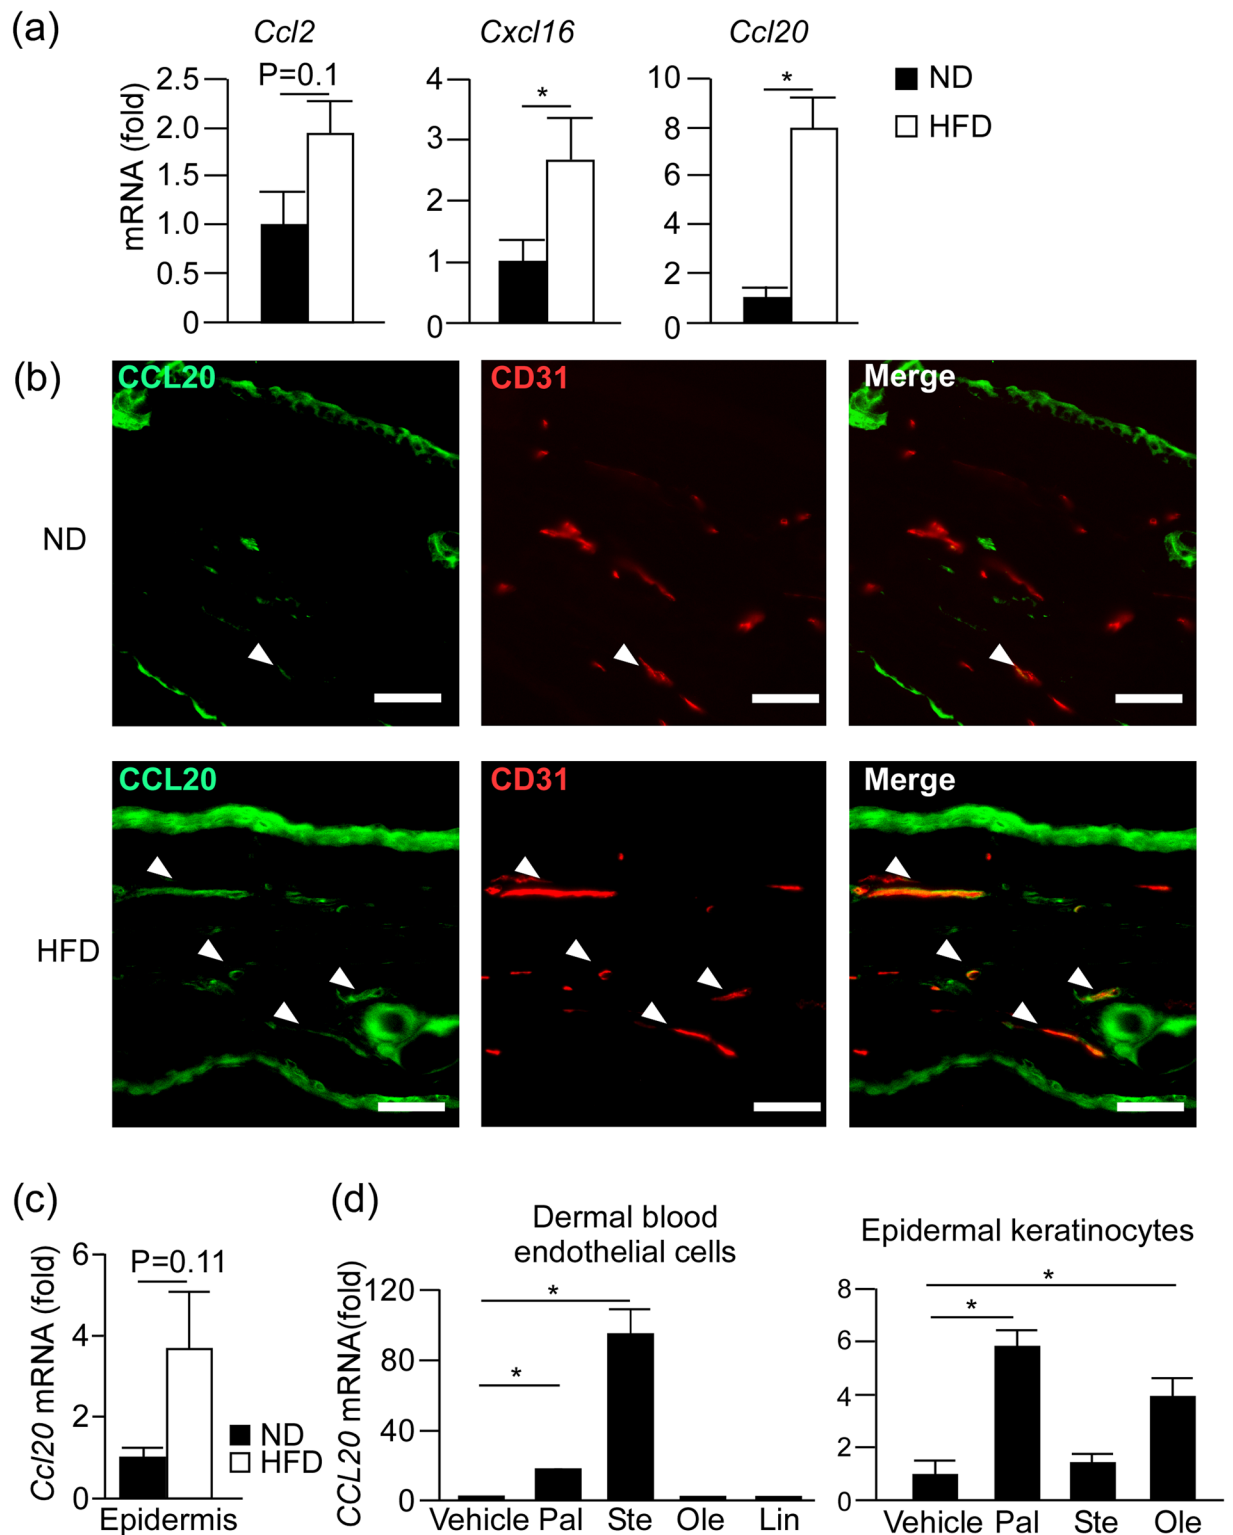 (a)
Ccl2
Cxcl16
Ccl20
mRNA (fold)
2.5
2.0
1.5
1.0
0.5
0
P=0.1
4
3
2
1
0
*
10
8
6
4
2
0
*
ND
HFD
(b)
CCL20
CD31
Merge
ND
CCL20
CD31
Merge
HFD
(c)
Ccl20 mRNA (fold)
6
4
2
0
P=0.11
ND
HFD
Epidermis
(d)
Dermal blood
endothelial cells
CCL20 mRNA(fold)
120
80
40
0
*
*
Vehicle Pal Ste Ole Lin
Epidermal keratinocytes
8
6
4
2
0
*
*
Vehicle Pal Ste Ole